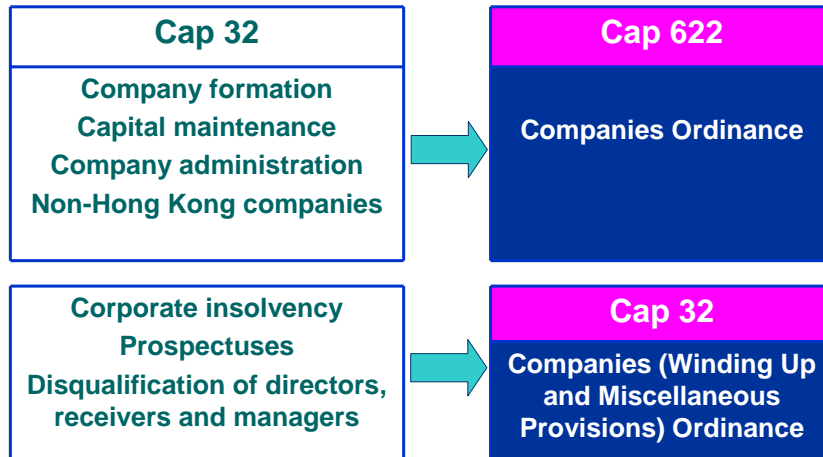 Cap 32
Company formation
Capital maintenance
Company administration
Non-Hong Kong companies
Cap 622
Companies Ordinance
Corporate insolvency
Prospectuses
Disqualification of directors,
receivers and managers
Cap 32
Companies (Winding Up
and Miscellaneous
Provisions) Ordinance